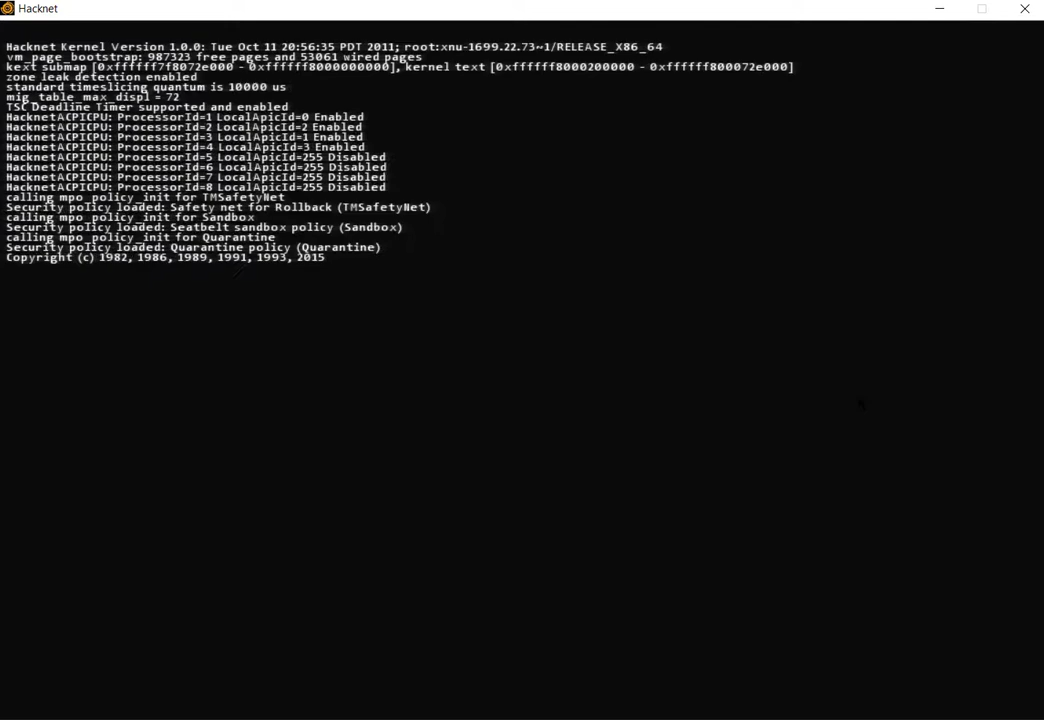 Hacknet
Hacknet Kernel Version 1.0.0: Tue Oct 11 20:56:35 PDT 2011; root:xnu-1699.22.73~1/RELEASE_X86_64
vm_page_bootstrap: 987323 free pages and 53061 wired pages
kext submap [0xffffff7f8072e000 - 0xffffff8000000000], kernel text [0xffffff8000200000 - 0xffffff800072e000]
zone leak detection enabled
standard timeslicing quantum is 10000 us
mig_table_max_displ = 72
TSC Deadline Timer supported and enabled
HacknetACPICPU: ProcessorId=1 LocalApicId=0 Enabled
HacknetACPICPU: ProcessorId=2 LocalApicId=2 Enabled
HacknetACPICPU: ProcessorId=3 LocalApicId=1 Enabled
HacknetACPICPU: ProcessorId=4 LocalApicId=3 Enabled
HacknetACPICPU: ProcessorId=5 LocalApicId=255 Disabled
HacknetACPICPU: ProcessorId=6 LocalApicId=255 Disabled
HacknetACPICPU: ProcessorId=7 LocalApicId=255 Disabled
HacknetACPICPU: ProcessorId=8 LocalApicId=255 Disabled
calling mpo_policy_init for TMSafetyNet
Security policy loaded: Safety net for Rollback (TMSafetyNet)
calling mpo_policy_init for Sandbox
Security policy loaded: Seatbelt sandbox policy (Sandbox)
calling mpo_policy_init for Quarantine
Security policy loaded: Quarantine policy (Quarantine)
Copyright (c) 1982, 1986, 1989, 1991, 1993, 2015